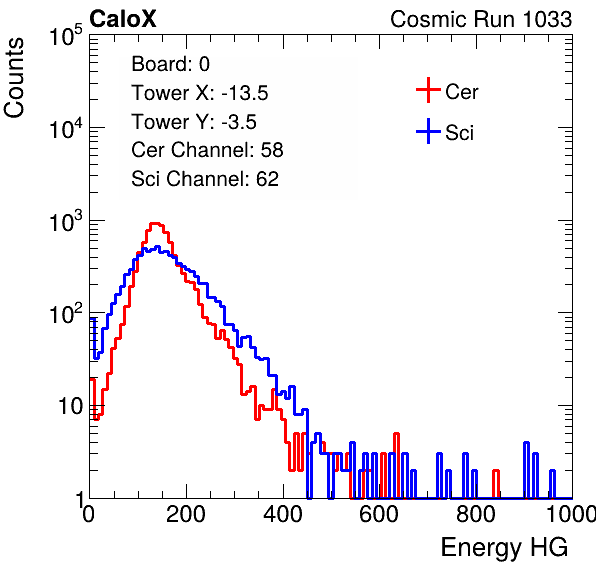 CaloX Cosmic Run 1033
Counts
10^5
10^4
10^3
10^2
10
1
Board: 0
Tower X: -13.5
Tower Y: -3.5
Cer Channel: 58
Sci Channel: 62
Cer
Sci
0 200 400 600 800 1000
Energy HG